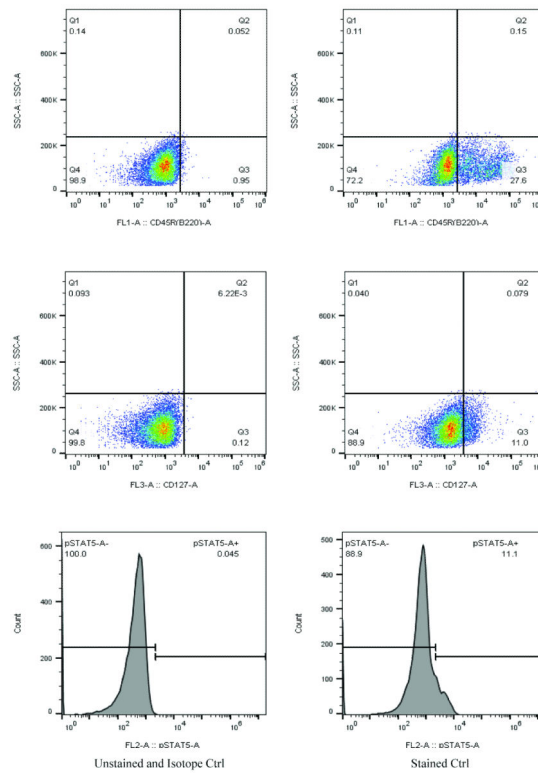 Q1
0.14
Q2
0.052
600K
400K
200K
0
SSC-A :: SSC-A
Q4
98.9
Q3
0.95
10^0 10^1 10^2 10^3 10^4 10^5 10^6
FL1-A :: CD45R(B220)-A
Q1
0.11
Q2
0.15
600K
400K
200K
0
SSC-A :: SSC-A
Q4
72.2
Q3
27.6
10^0 10^1 10^2 10^3 10^4 10^5 10^6
FL1-A :: CD45R(B220)-A
Q1
0.093
Q2
6.22E-3
600K
400K
200K
0
SSC-A :: SSC-A
Q4
99.8
Q3
0.12
10^0 10^1 10^2 10^3 10^4 10^5 10^6
FL3-A :: CD127-A
Q1
0.040
Q2
0.079
600K
400K
200K
0
SSC-A :: SSC-A
Q4
88.9
Q3
11.0
10^0 10^1 10^2 10^3 10^4 10^5 10^6
FL3-A :: CD127-A
pSTAT5-A-
100.0
pSTAT5-A+
0.045
600
400
200
0
Count
10^0 10^2 10^4 10^6
FL2-A :: pSTAT5-A
Unstained and Isotope Ctrl
pSTAT5-A-
88.9
pSTAT5-A+
11.1
500
400
300
200
100
0
Count
10^0 10^2 10^4 10^6
FL2-A :: pSTAT5-A
Stained Ctrl